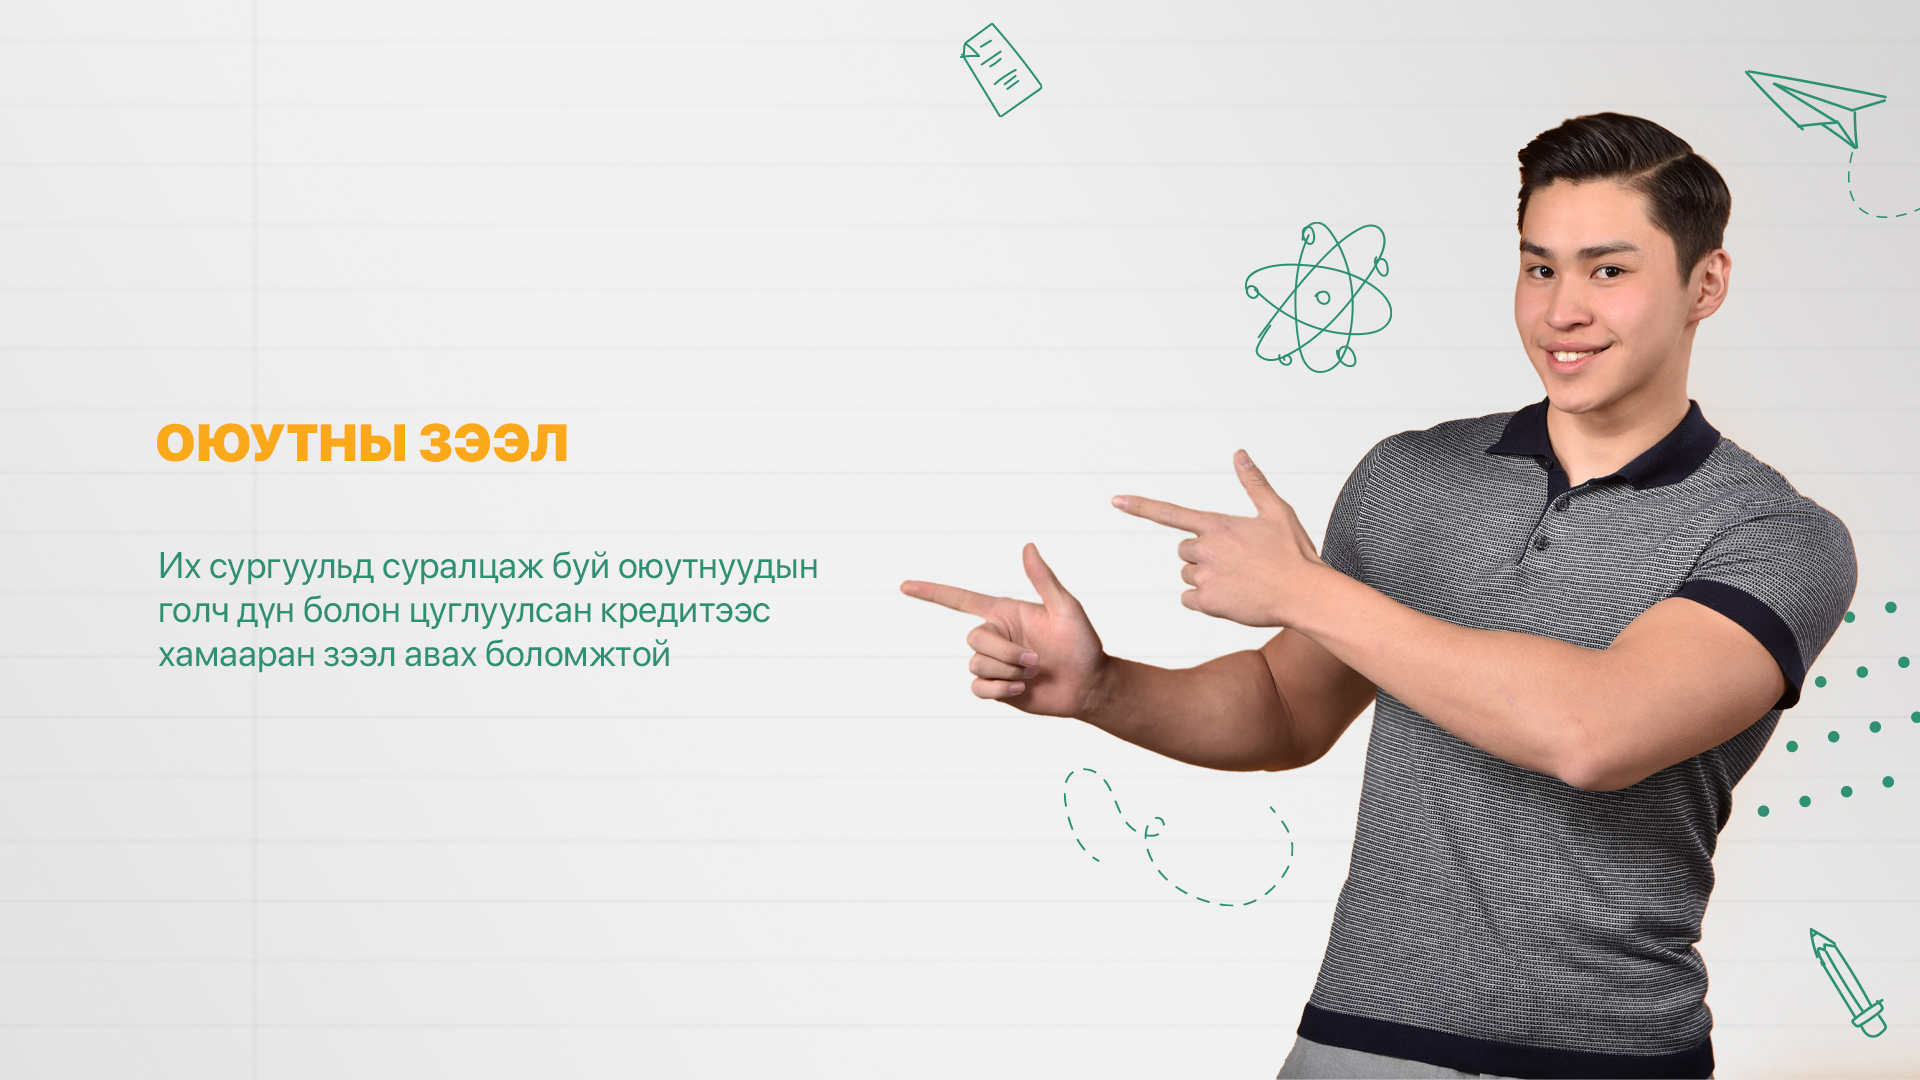 ОЮУТНЫ ЗЭЭЛ
Их сургуульд суралцаж буй оюутнуудын
голч дүн болон цуглуулсан кредитээс
хамааран зээл авах боломжтой